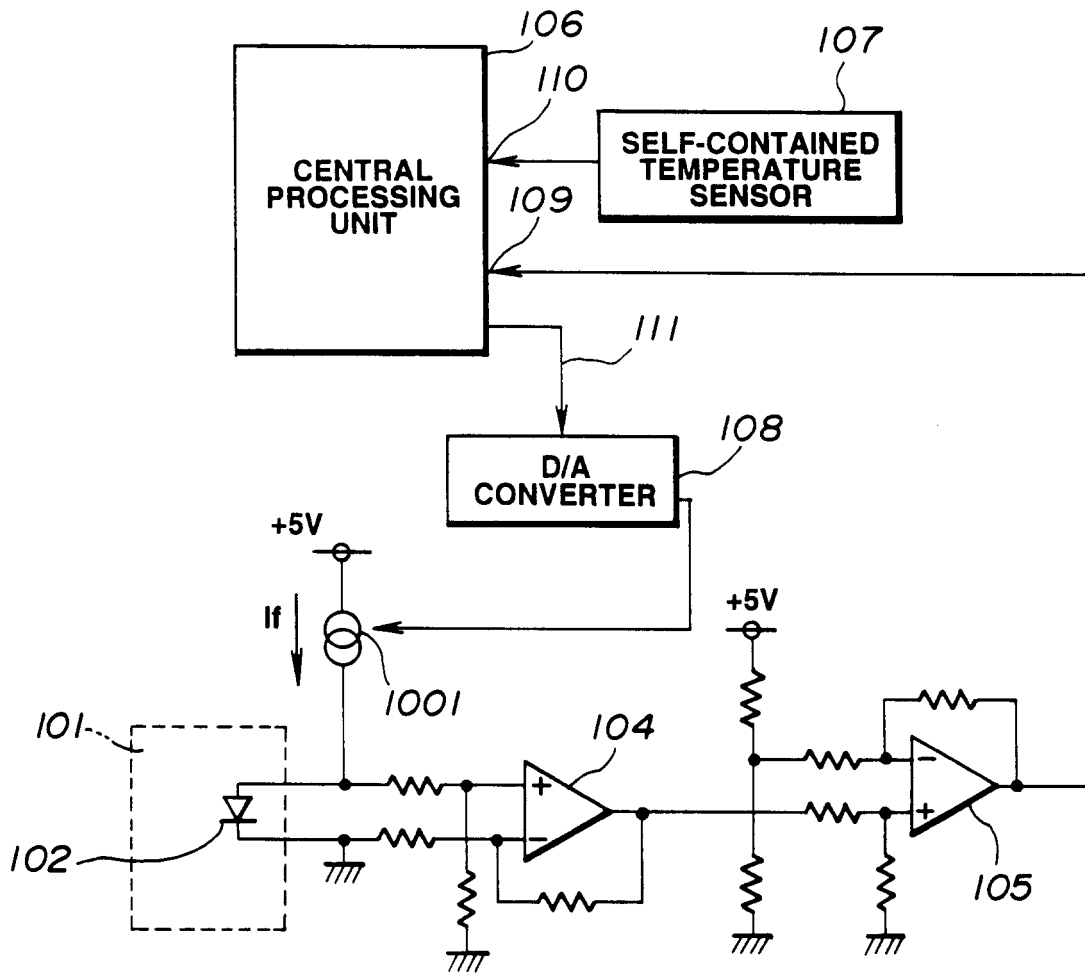 106
107
110
SELF-CONTAINED
TEMPERATURE
SENSOR
CENTRAL
PROCESSING
UNIT
109
111
108
D/A
CONVERTER
+5V
If
+5V
1001
101
104
+
−
−
+
102
105